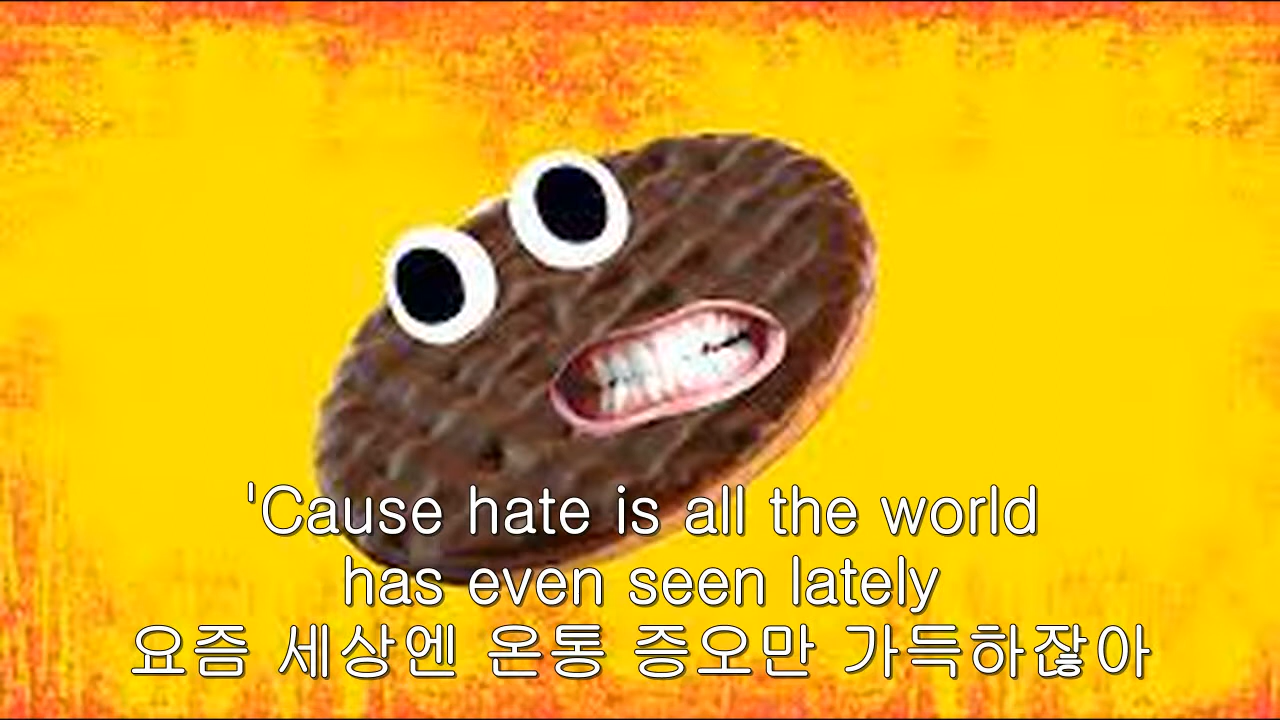 'Cause hate is all the world
has even seen lately
요즘 세상엔 온통 증오만 가득하잖아